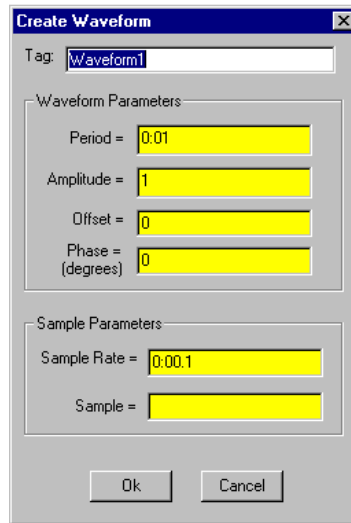 Create Waveform
Tag: Waveform1
Waveform Parameters
Period = 0:01
Amplitude = 1
Offset = 0
Phase = 0
(degrees)
Sample Parameters
Sample Rate = 0:00.1
Sample =
Ok Cancel